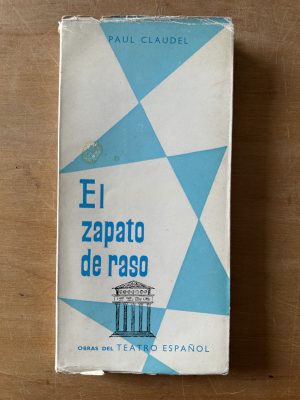 PAUL CLAUDEL
El
zapato
de raso
OBRAS DEL TEATRO ESPAÑOL